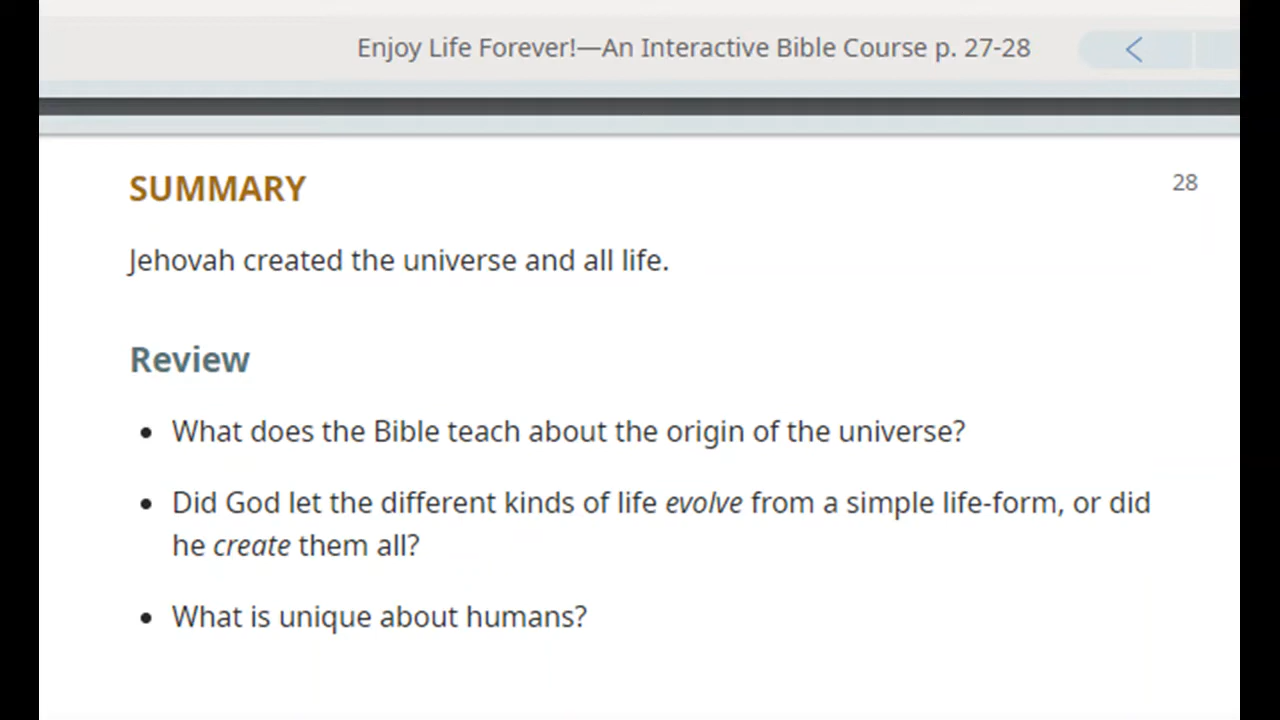 Enjoy Life Forever!—An Interactive Bible Course p. 27-28
SUMMARY
28
Jehovah created the universe and all life.
Review
• What does the Bible teach about the origin of the universe?
• Did God let the different kinds of life evolve from a simple life-form, or did
he create them all?
• What is unique about humans?